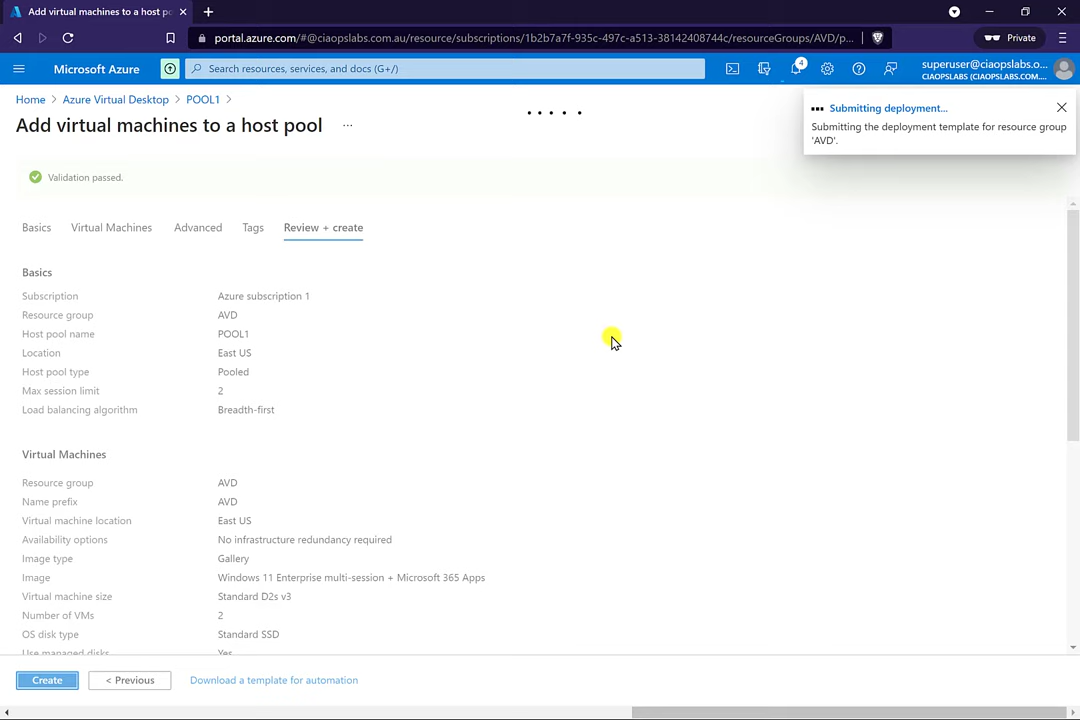 Add virtual machines to a host p
portal.azure.com/#@ciaopslabs.com.au/resource/subscriptions/1b2b7a7f-935c-497c-a513-38142408744c/resourceGroups/AVD/p...
Private
Microsoft Azure
Search resources, services, and docs (G+/)
4
superuser@ciaopslabs.o...
CIAOPSLABS (CIAOPSLABS.COM....
Home > Azure Virtual Desktop > POOL1 >
Add virtual machines to a host pool ...
Submitting deployment...
Submitting the deployment template for resource group
'AVD'.
Validation passed.
Basics Virtual Machines Advanced Tags Review + create
Basics
Subscription Azure subscription 1
Resource group AVD
Host pool name POOL1
Location East US
Host pool type Pooled
Max session limit 2
Load balancing algorithm Breadth-first
Virtual Machines
Resource group AVD
Name prefix AVD
Virtual machine location East US
Availability options No infrastructure redundancy required
Image type Gallery
Image Windows 11 Enterprise multi-session + Microsoft 365 Apps
Virtual machine size Standard D2s v3
Number of VMs 2
OS disk type Standard SSD
Use managed disks Yes
Create < Previous Download a template for automation